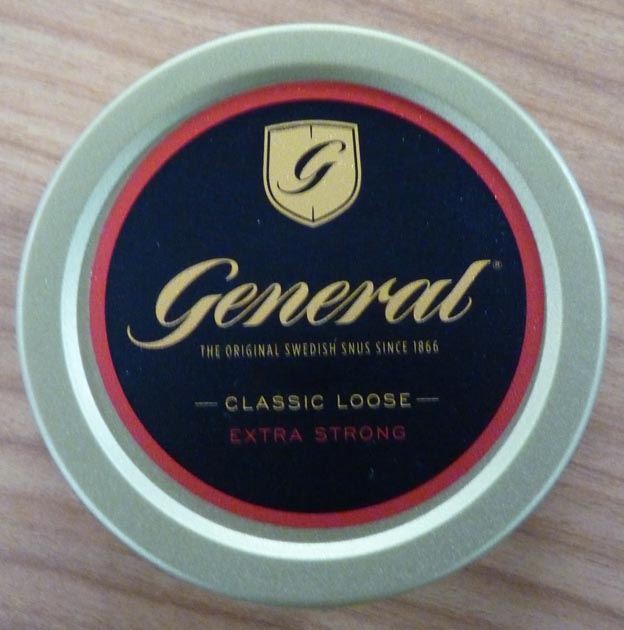 G
General®
THE ORIGINAL SWEDISH SNUS SINCE 1866
— CLASSIC LOOSE —
EXTRA STRONG